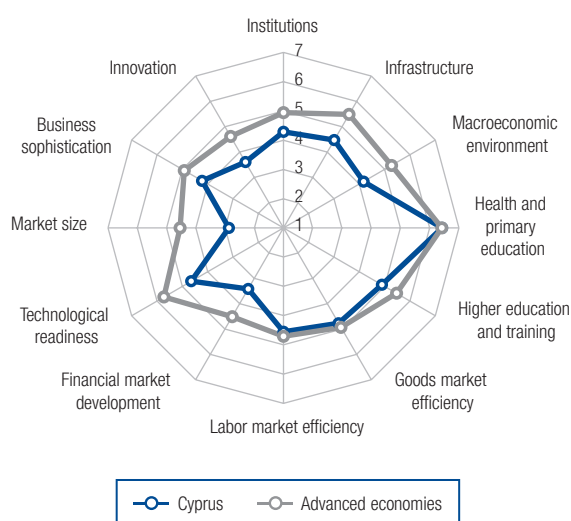 Institutions
7
6
5
4
3
2
1
Infrastructure
Macroeconomic
environment
Health and
primary
education
Higher education
and training
Goods market
efficiency
Labor market efficiency
Financial market
development
Technological
readiness
Market size
Business
sophistication
Innovation
Cyprus
Advanced economies